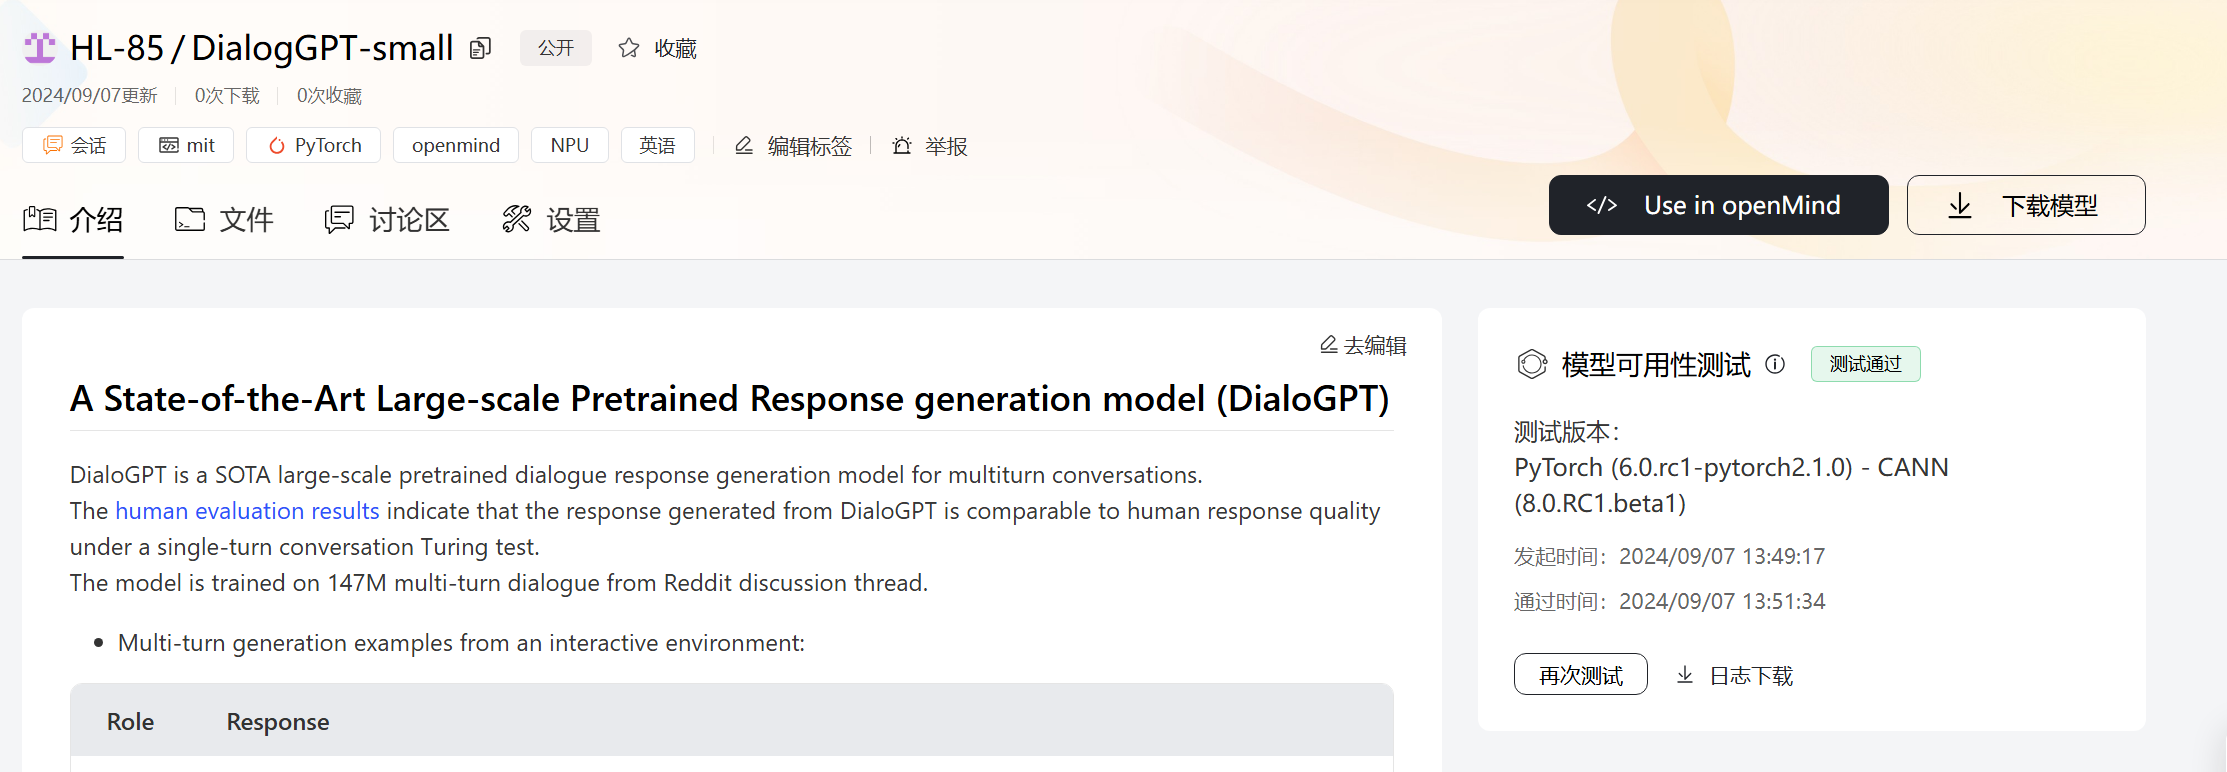 HL-85 / DialogGPT-small 公开 收藏
2024/09/07更新 0次下载 0次收藏
会话 mit PyTorch openmind NPU 英语 编辑标签 举报
介绍 文件 讨论区 设置
Use in openMind 下载模型
去编辑
A State-of-the-Art Large-scale Pretrained Response generation model (DialoGPT)
DialoGPT is a SOTA large-scale pretrained dialogue response generation model for multiturn conversations.
The human evaluation results indicate that the response generated from DialoGPT is comparable to human response quality
under a single-turn conversation Turing test.
The model is trained on 147M multi-turn dialogue from Reddit discussion thread.
Multi-turn generation examples from an interactive environment:
Role Response
模型可用性测试 测试通过
测试版本：
PyTorch (6.0.rc1-pytorch2.1.0) - CANN
(8.0.RC1.beta1)
发起时间：2024/09/07 13:49:17
通过时间：2024/09/07 13:51:34
再次测试 日志下载